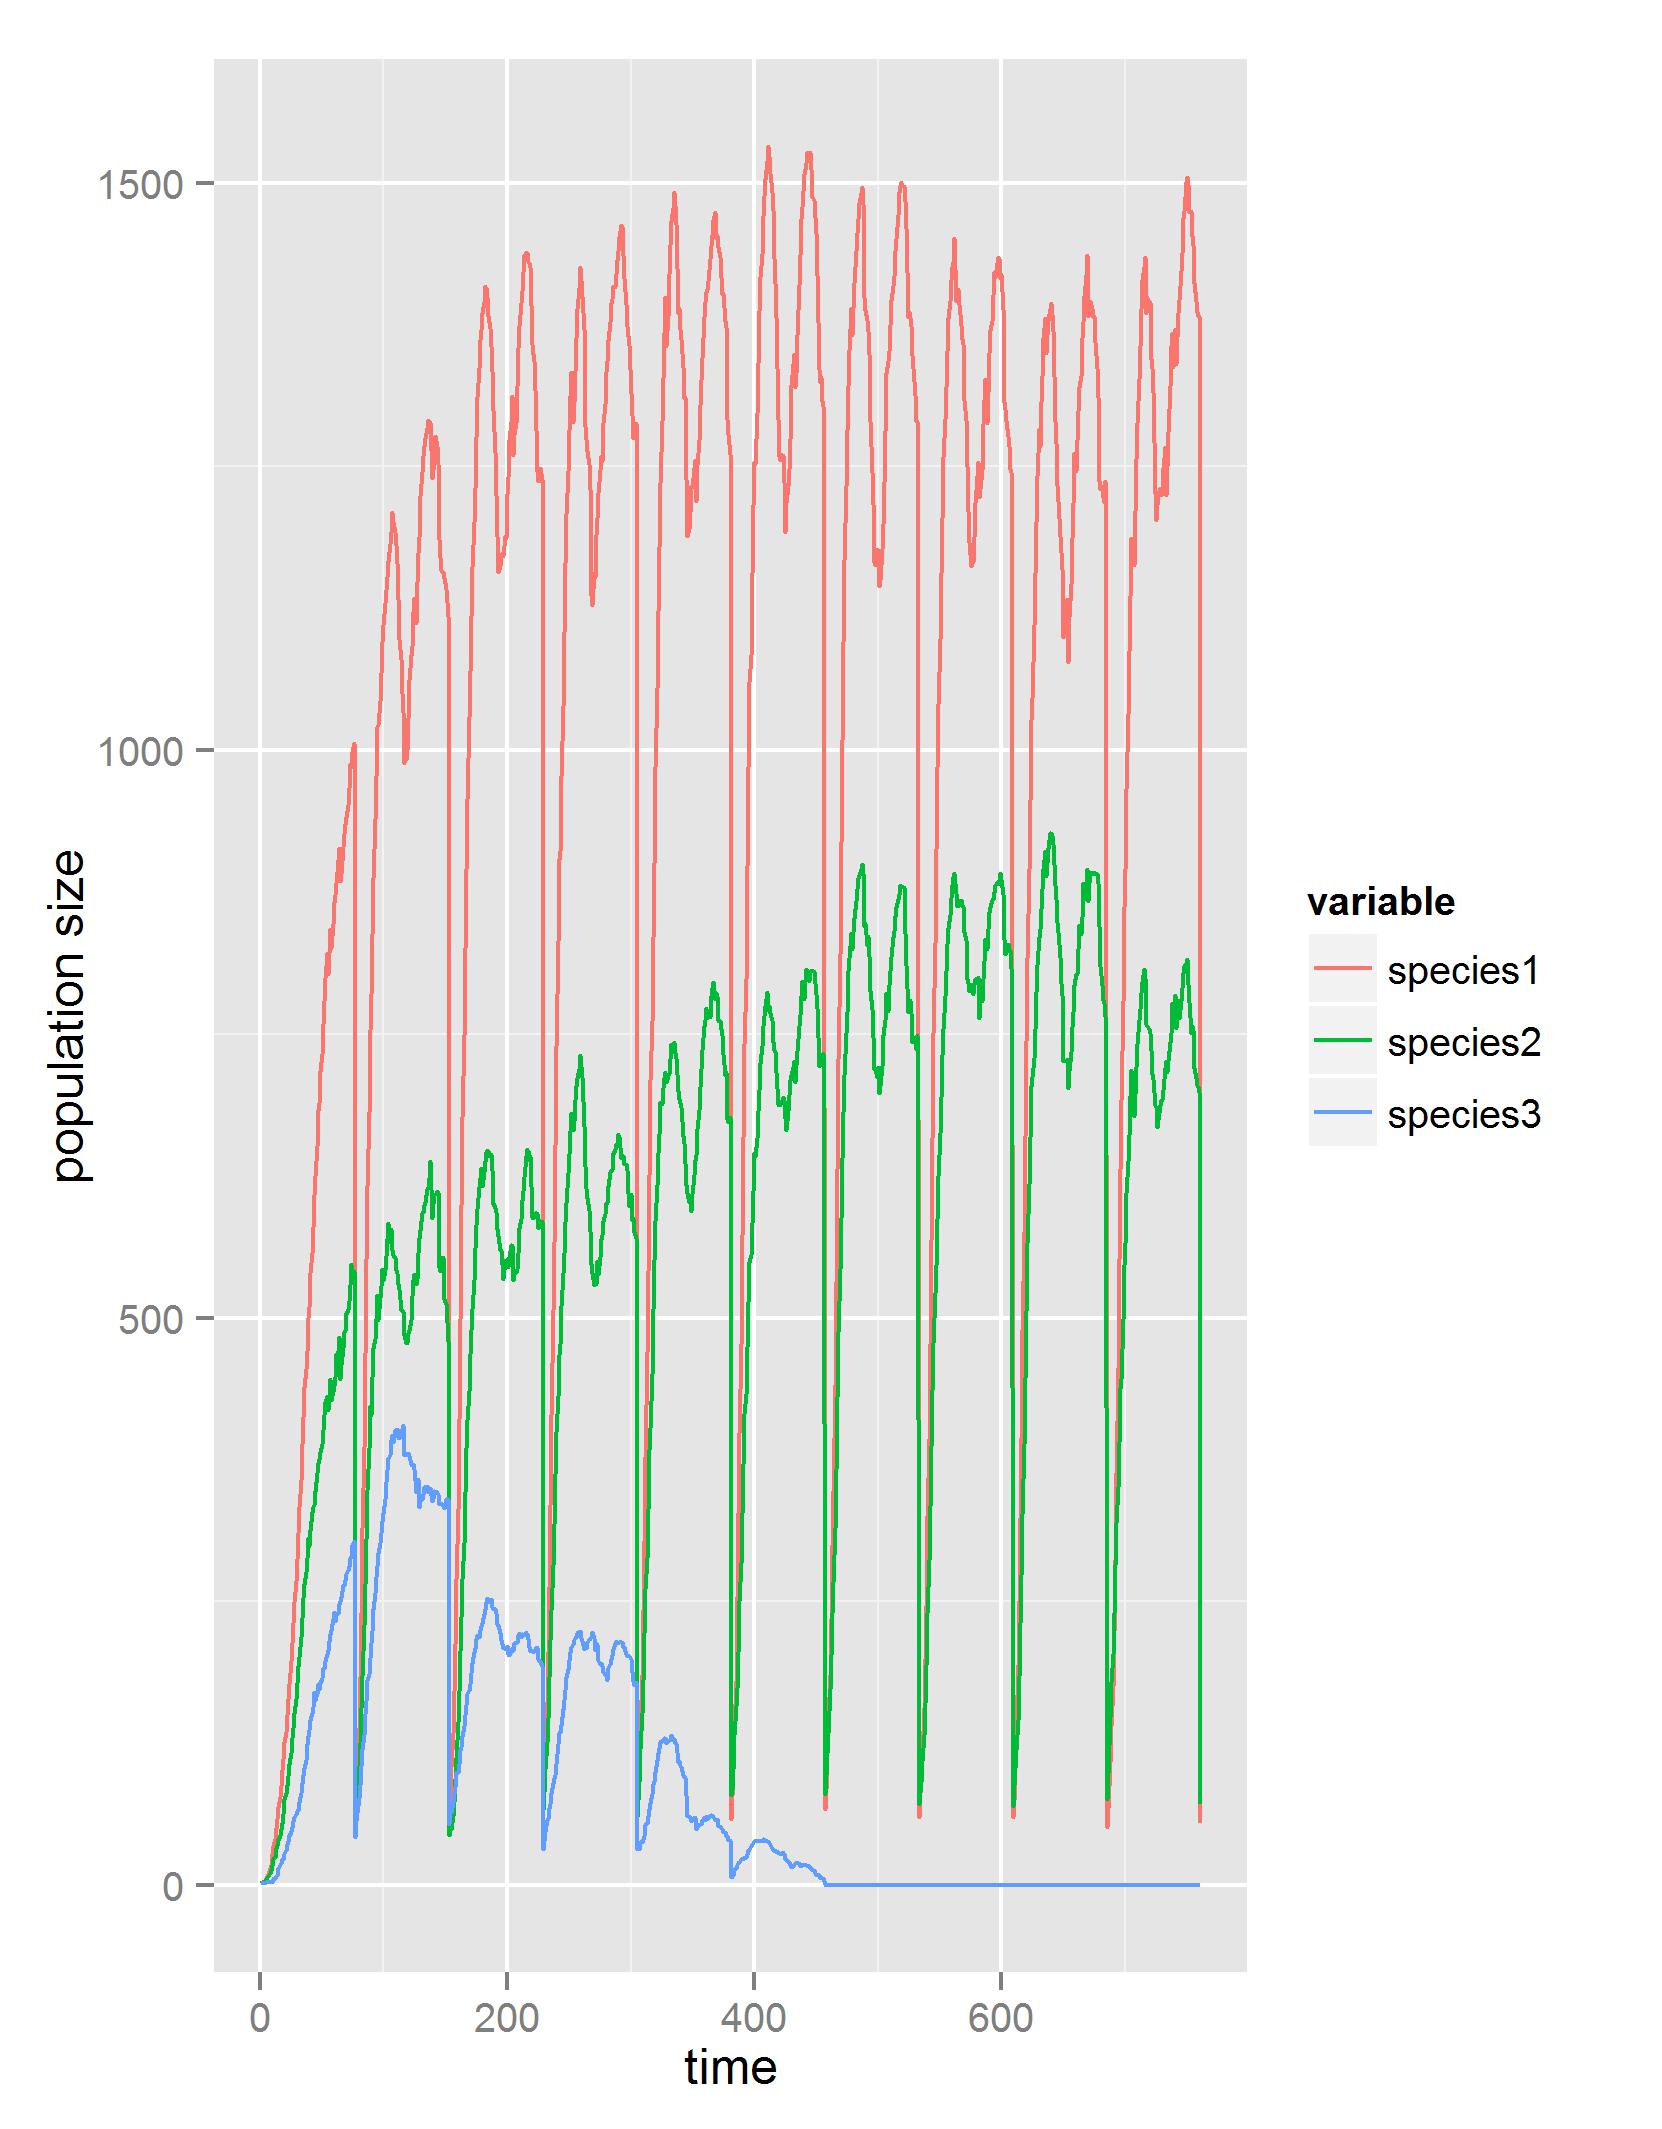 1500
1000
500
0
population size
0 200 400 600
time
variable
species1
species2
species3